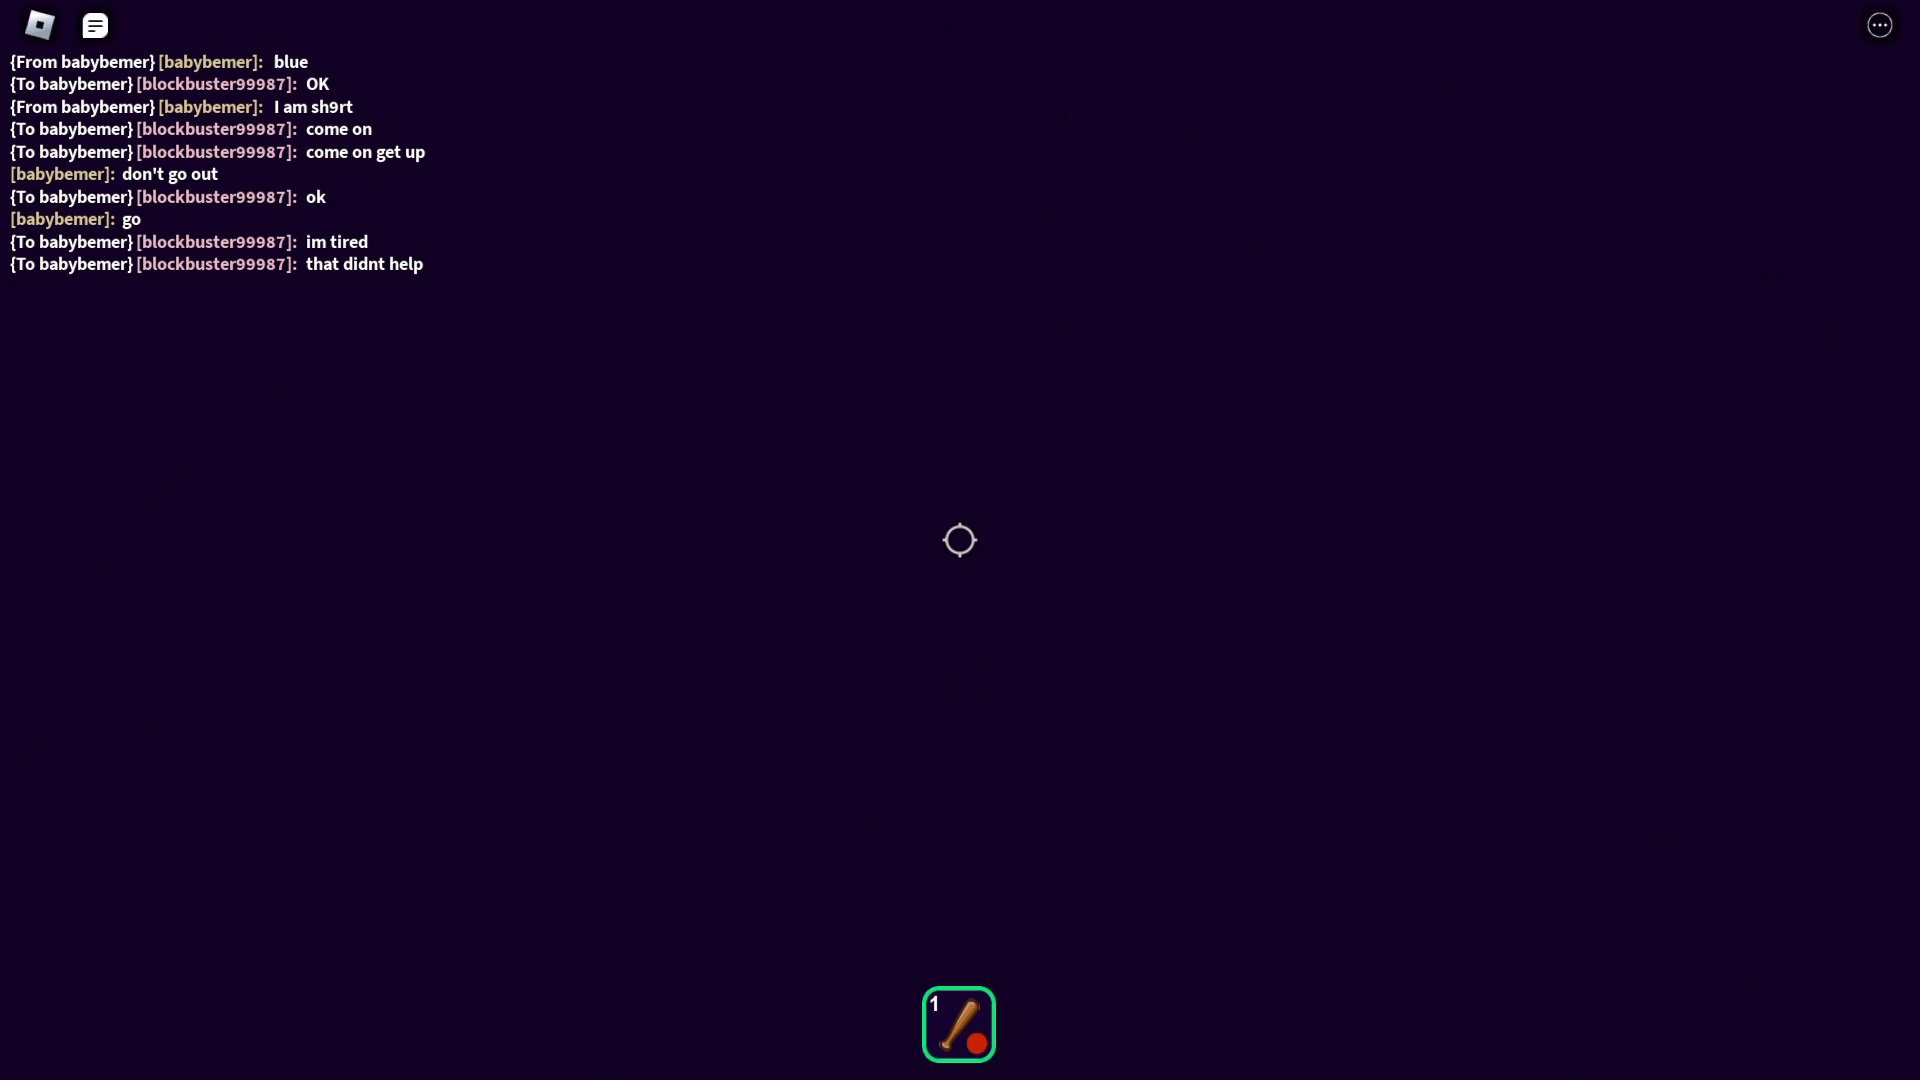 {From babybemer} [babybemer]: blue
{To babybemer} [blockbuster99987]: OK
{From babybemer} [babybemer]: I am sh9rt
{To babybemer} [blockbuster99987]: come on
{To babybemer} [blockbuster99987]: come on get up
[babybemer]: don't go out
{To babybemer} [blockbuster99987]: ok
[babybemer]: go
{To babybemer} [blockbuster99987]: im tired
{To babybemer} [blockbuster99987]: that didnt help
1